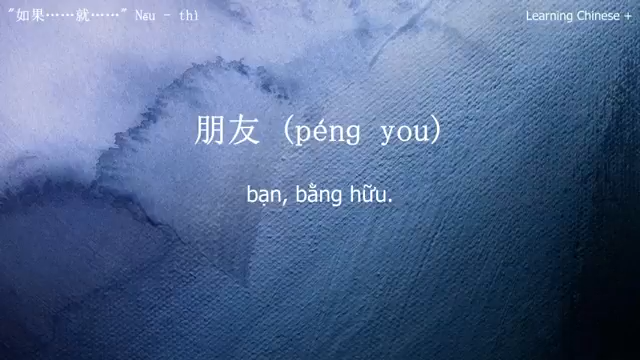 "如果……就……" Nếu - thì
Learning Chinese +
朋友 (péng you)
bạn, bằng hữu.